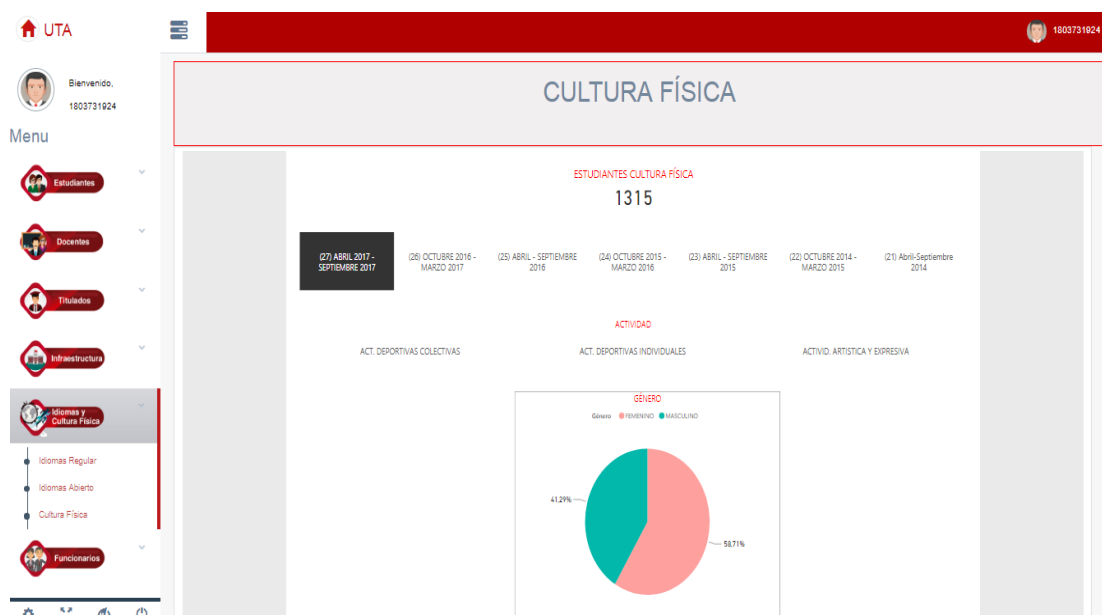 UTA
1803731924
Bienvenido,
1803731924
Menu
Estudiantes
Docentes
Titulados
Infraestructura
Idiomas y
Cultura Física
Idiomas Regular
Idiomas Abierto
Cultura Física
Funcionarios
CULTURA FÍSICA
ESTUDIANTES CULTURA FÍSICA
1315
(27) ABRIL 2017 -
SEPTIEMBRE 2017
(26) OCTUBRE 2016 -
MARZO 2017
(25) ABRIL - SEPTIEMBRE
2016
(24) OCTUBRE 2015 -
MARZO 2016
(23) ABRIL - SEPTIEMBRE
2015
(22) OCTUBRE 2014 -
MARZO 2015
(21) Abril-Septiembre
2014
ACTIVIDAD
ACT. DEPORTIVAS COLECTIVAS
ACT. DEPORTIVAS INDIVIDUALES
ACTIVID. ARTISTICA Y EXPRESIVA
GÉNERO
Género FEMENINO MASCULINO
41.29%
58.71%